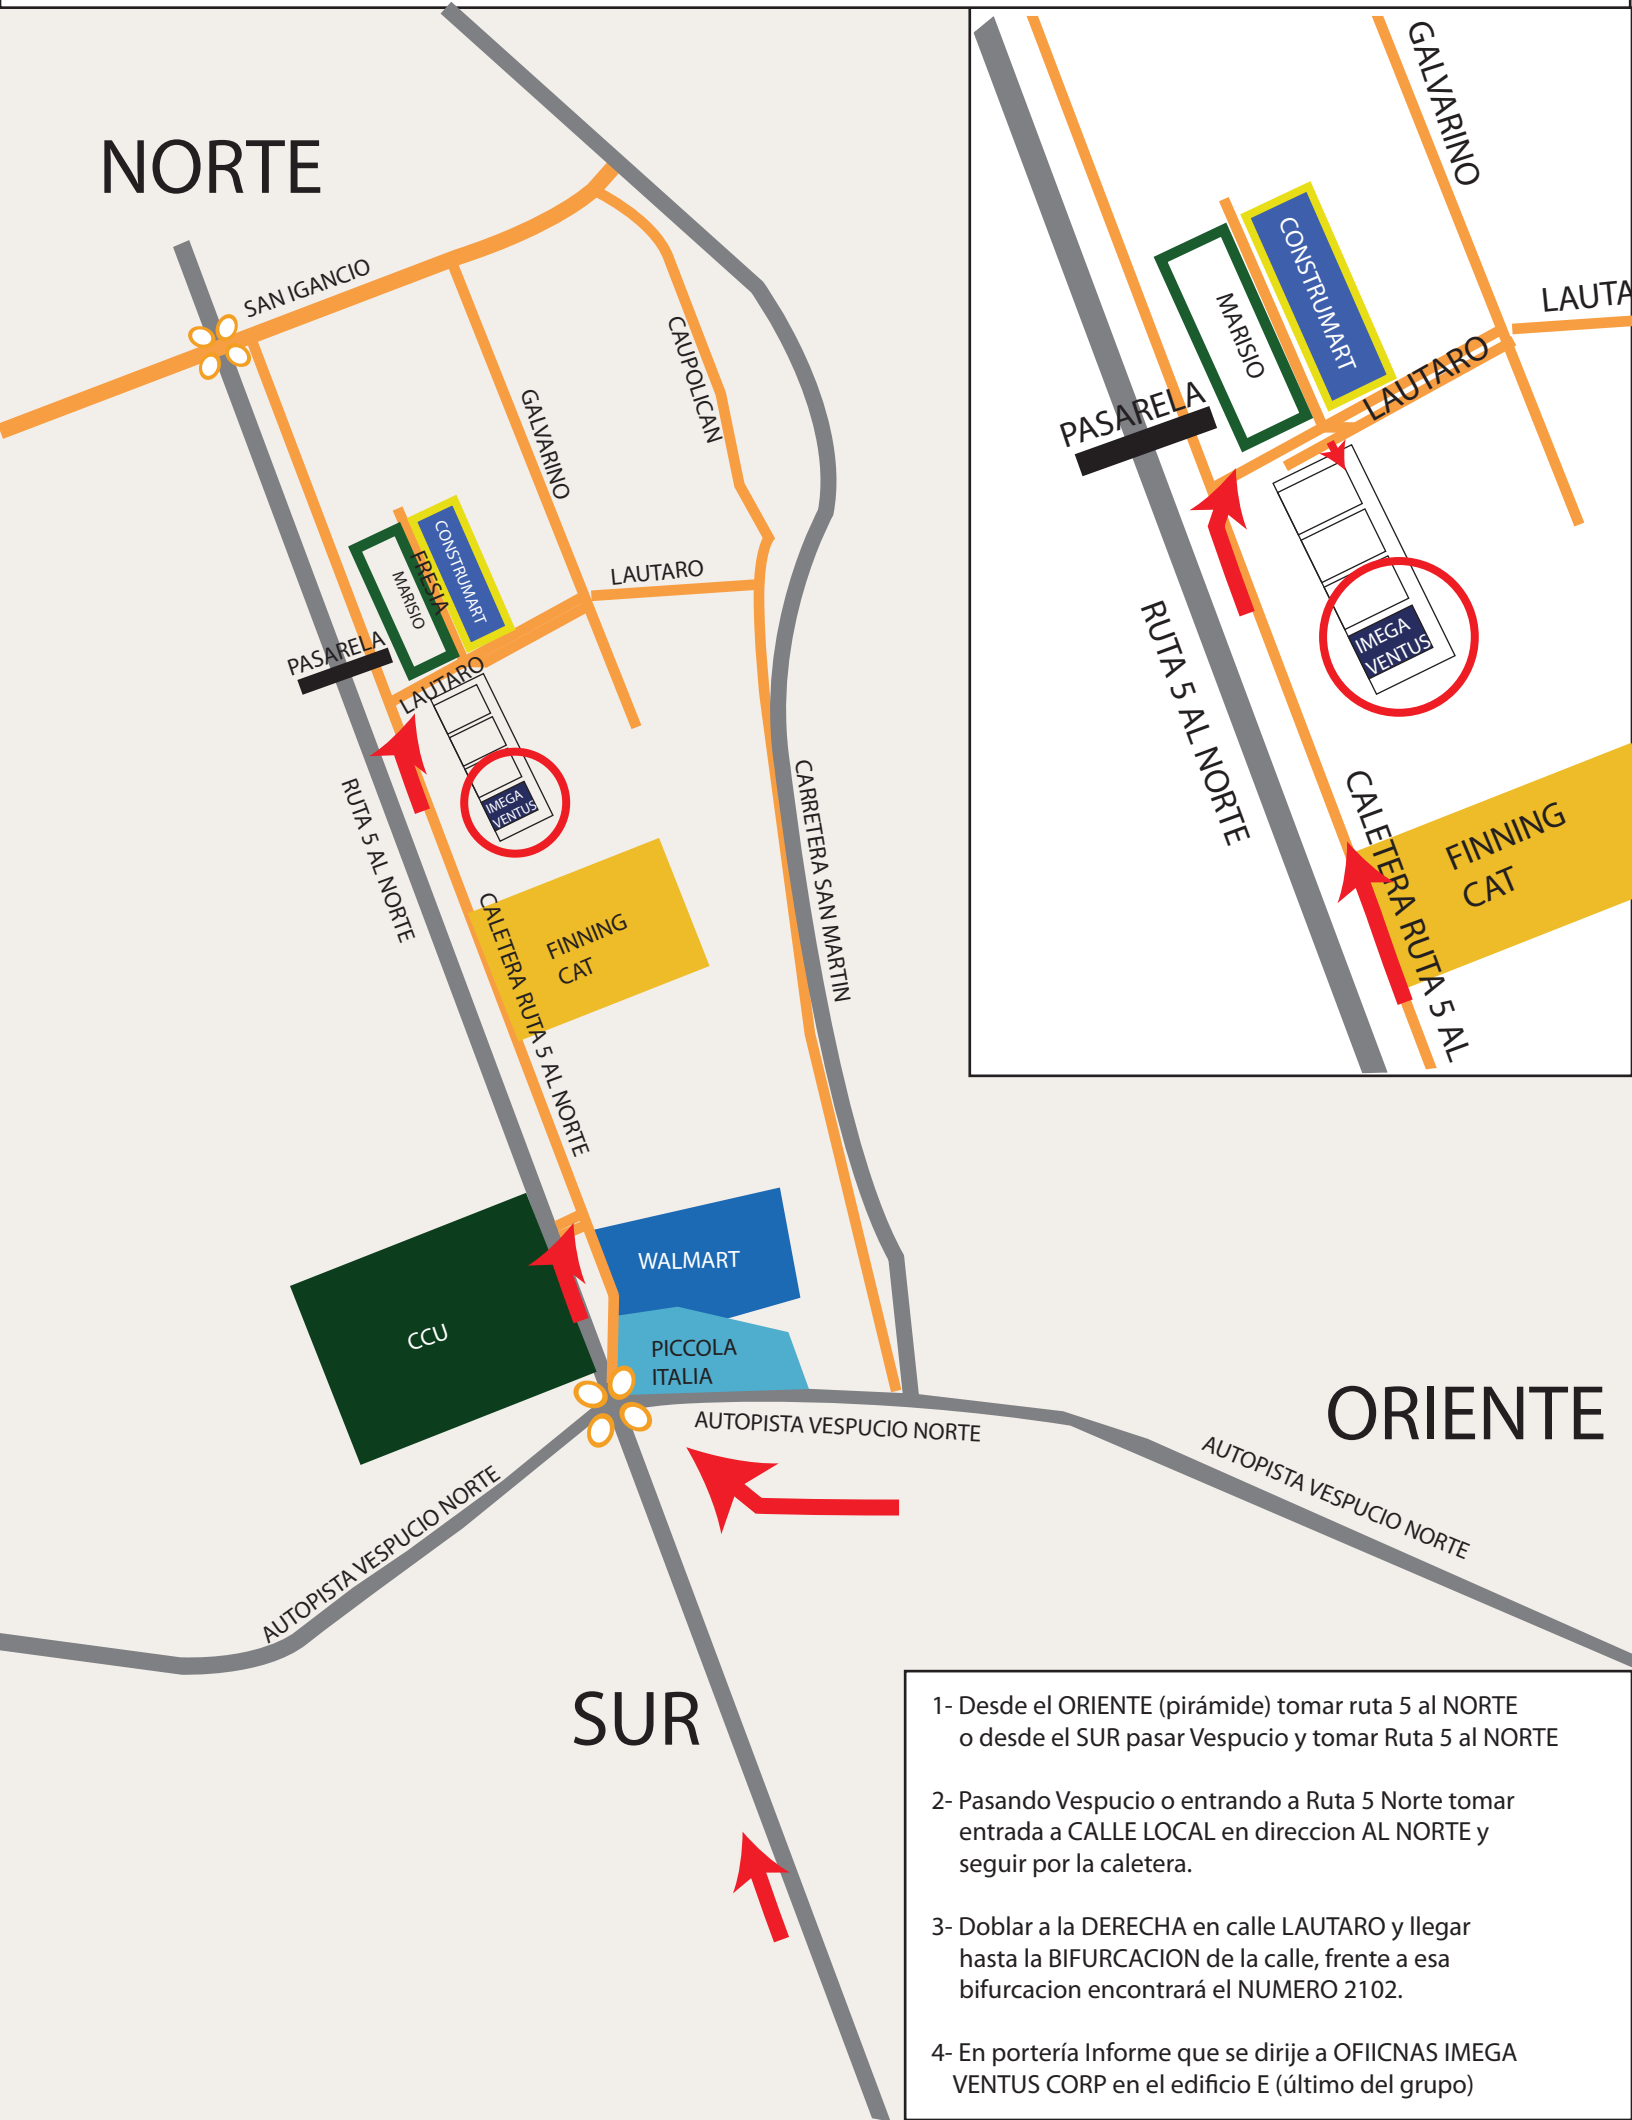 NORTE
SAN IGANCIO
CAUPOLICAN
GALVARINO
CONSTRUMART
FRESIA
MARISIO
LAUTARO
PASARELA
LAUTARO
IMEGA
VENTUS
RUTA 5 AL NORTE
CARRETERA SAN MARTIN
CALETERA RUTA 5 AL NORTE
FINNING
CAT
WALMART
CCU
PICCOLA
ITALIA
AUTOPISTA VESPUCIO NORTE
ORIENTE
AUTOPISTA VESPUCIO NORTE
AUTOPISTA VESPUCIO NORTE
SUR
GALVARINO
CONSTRUMART
MARISIO
LAUTA
LAUTARO
PASARELA
IMEGA
VENTUS
RUTA 5 AL NORTE
CALETERA RUTA 5 AL
FINNING
CAT
1- Desde el ORIENTE (pirámide) tomar ruta 5 al NORTE
o desde el SUR pasar Vespucio y tomar Ruta 5 al NORTE
2- Pasando Vespucio o entrando a Ruta 5 Norte tomar
entrada a CALLE LOCAL en direccion AL NORTE y
seguir por la caletera.
3- Doblar a la DERECHA en calle LAUTARO y llegar
hasta la BIFURCACION de la calle, frente a esa
bifurcacion encontrará el NUMERO 2102.
4- En portería Informe que se dirije a OFIICNAS IMEGA
VENTUS CORP en el edificio E (último del grupo)